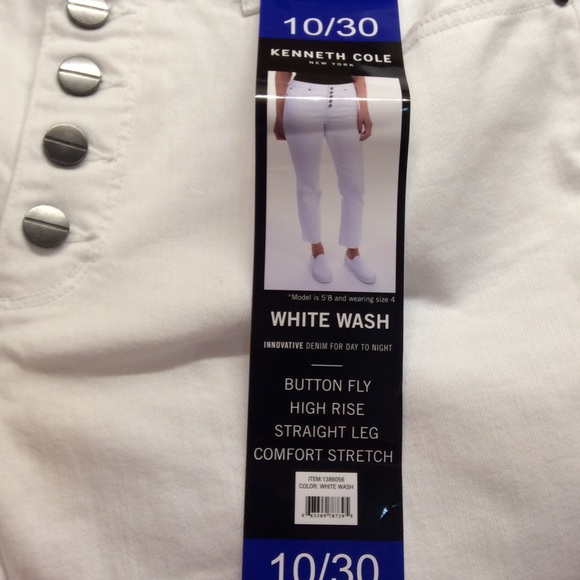 10/30
KENNETH COLE
NEW YORK
*Model is 5'8 and wearing size 4
WHITE WASH
INNOVATIVE DENIM FOR DAY TO NIGHT
BUTTON FLY
HIGH RISE
STRAIGHT LEG
COMFORT STRETCH
ITEM:1386056
COLOR: WHITE WASH
10/30